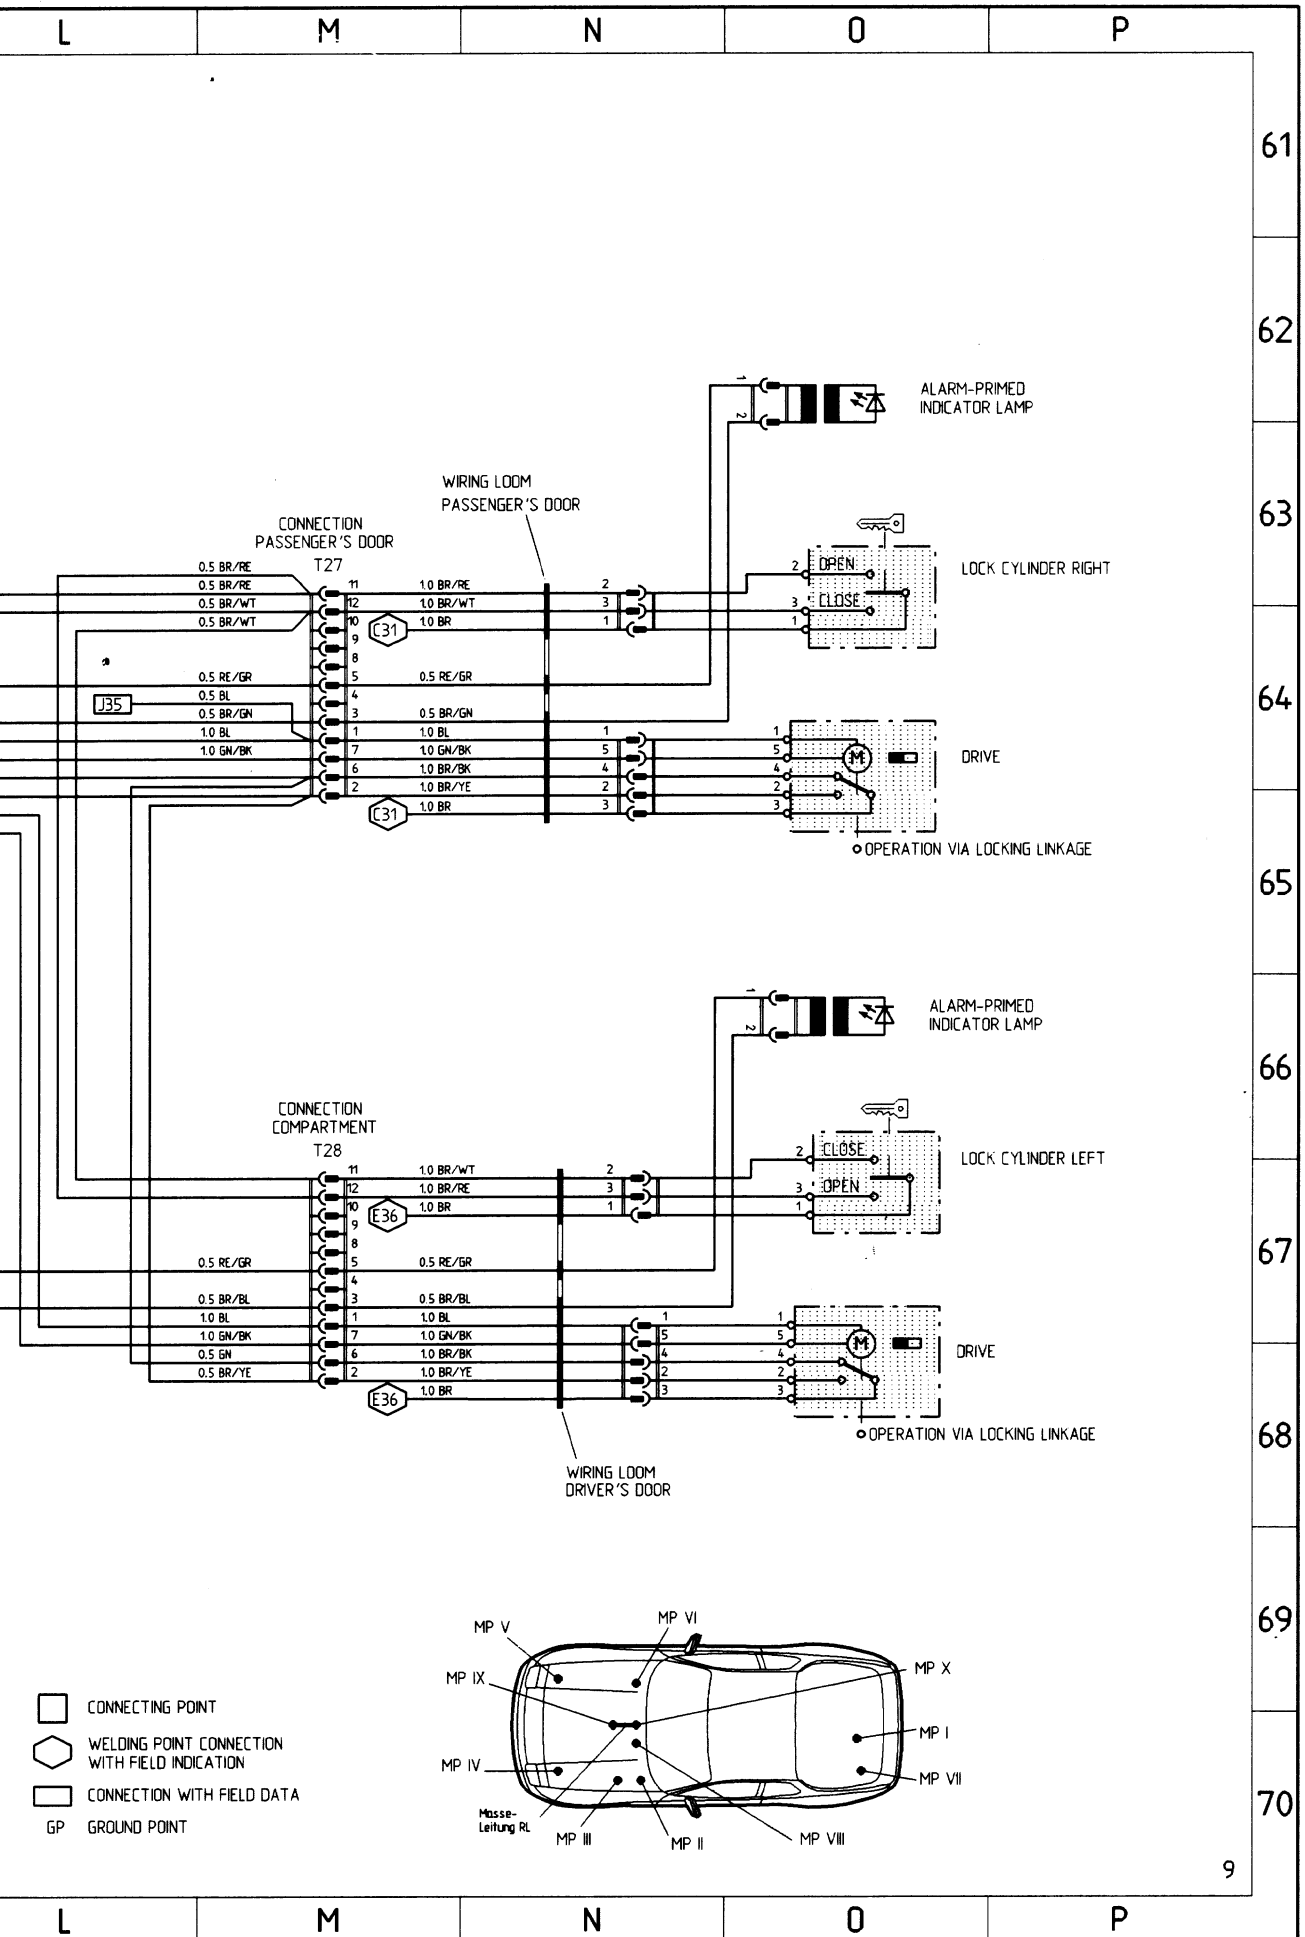 L M N O P
61
62
ALARM-PRIMED
INDICATOR LAMP
1
2
WIRING LOOM
PASSENGER'S DOOR
63
CONNECTION
PASSENGER'S DOOR
T27
LOCK CYLINDER RIGHT
2 OPEN
3 CLOSE
1
0.5 BR/RE
0.5 BR/RE 11 1.0 BR/RE 2
0.5 BR/WT 12 1.0 BR/WT 3
0.5 BR/WT 10 C31 1.0 BR 1
9
8
0.5 RE/GR 5 0.5 RE/GR
64
J35 0.5 BL 4
0.5 BR/GN 3 0.5 BR/GN
1.0 BL 1 1.0 BL 1 1
1.0 GN/BK 7 1.0 GN/BK 5 5 M DRIVE
6 1.0 BR/BK 4 4
2 1.0 BR/YE 2 2
C31 1.0 BR 3 3
OPERATION VIA LOCKING LINKAGE
65
ALARM-PRIMED
INDICATOR LAMP
1
2
66
CONNECTION
COMPARTMENT
T28
LOCK CYLINDER LEFT
2 CLOSE
3 OPEN
1
11 1.0 BR/WT 2
12 1.0 BR/RE 3
10 E36 1.0 BR 1
9
8
67
0.5 RE/GR 5 0.5 RE/GR
4
0.5 BR/BL 3 0.5 BR/BL
1.0 BL 1 1.0 BL 1 1
1.0 GN/BK 7 1.0 GN/BK 5 5 M DRIVE
0.5 GN 6 1.0 BR/BK 4 4
0.5 BR/YE 2 1.0 BR/YE 2 2
E36 1.0 BR 3 3
OPERATION VIA LOCKING LINKAGE
68
WIRING LOOM
DRIVER'S DOOR
69
MP V
MP VI
MP IX
MP X
MP I
MP IV
MP VII
Masse-
Leitung RL
MP III
MP II
MP VIII
70
CONNECTING POINT
WELDING POINT CONNECTION
WITH FIELD INDICATION
CONNECTION WITH FIELD DATA
GP GROUND POINT
9
L M N O P